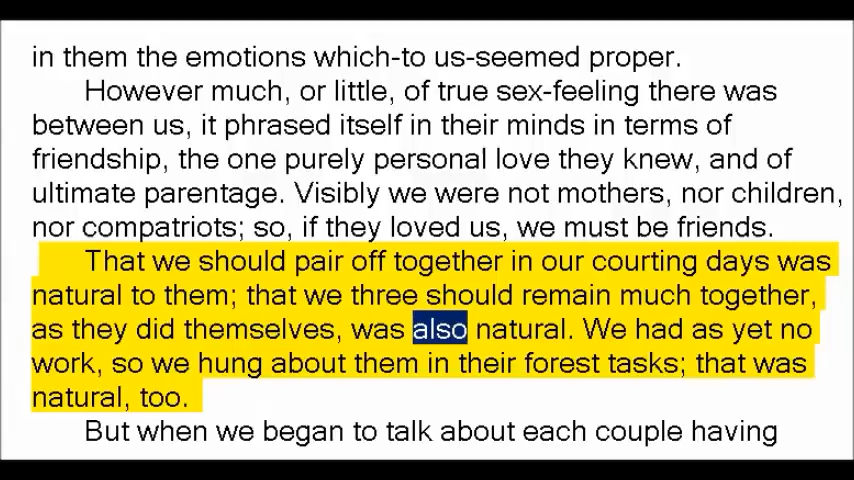 in them the emotions which-to us-seemed proper.
However much, or little, of true sex-feeling there was
between us, it phrased itself in their minds in terms of
friendship, the one purely personal love they knew, and of
ultimate parentage. Visibly we were not mothers, nor children,
nor compatriots; so, if they loved us, we must be friends.
That we should pair off together in our courting days was
natural to them; that we three should remain much together,
as they did themselves, was also natural. We had as yet no
work, so we hung about them in their forest tasks; that was
natural, too.
But when we began to talk about each couple having